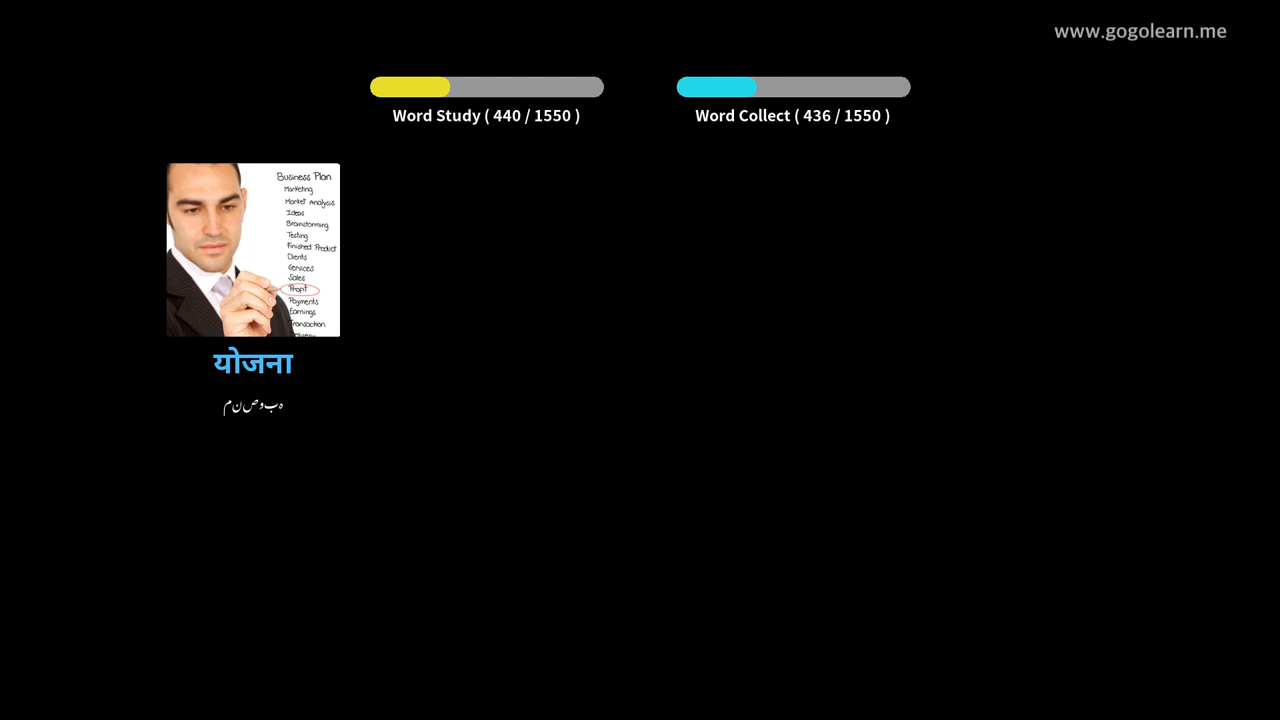 www.gogolearn.me
Word Study ( 440 / 1550 )
Word Collect ( 436 / 1550 )
Business Plan
Marketing
Market Analysis
Ideas
Brainstorming
Testing
Finished Product
Clients
Services
Sales
Profit
Payments
Earnings
Transaction
Delivery
योजना
منصوبہ